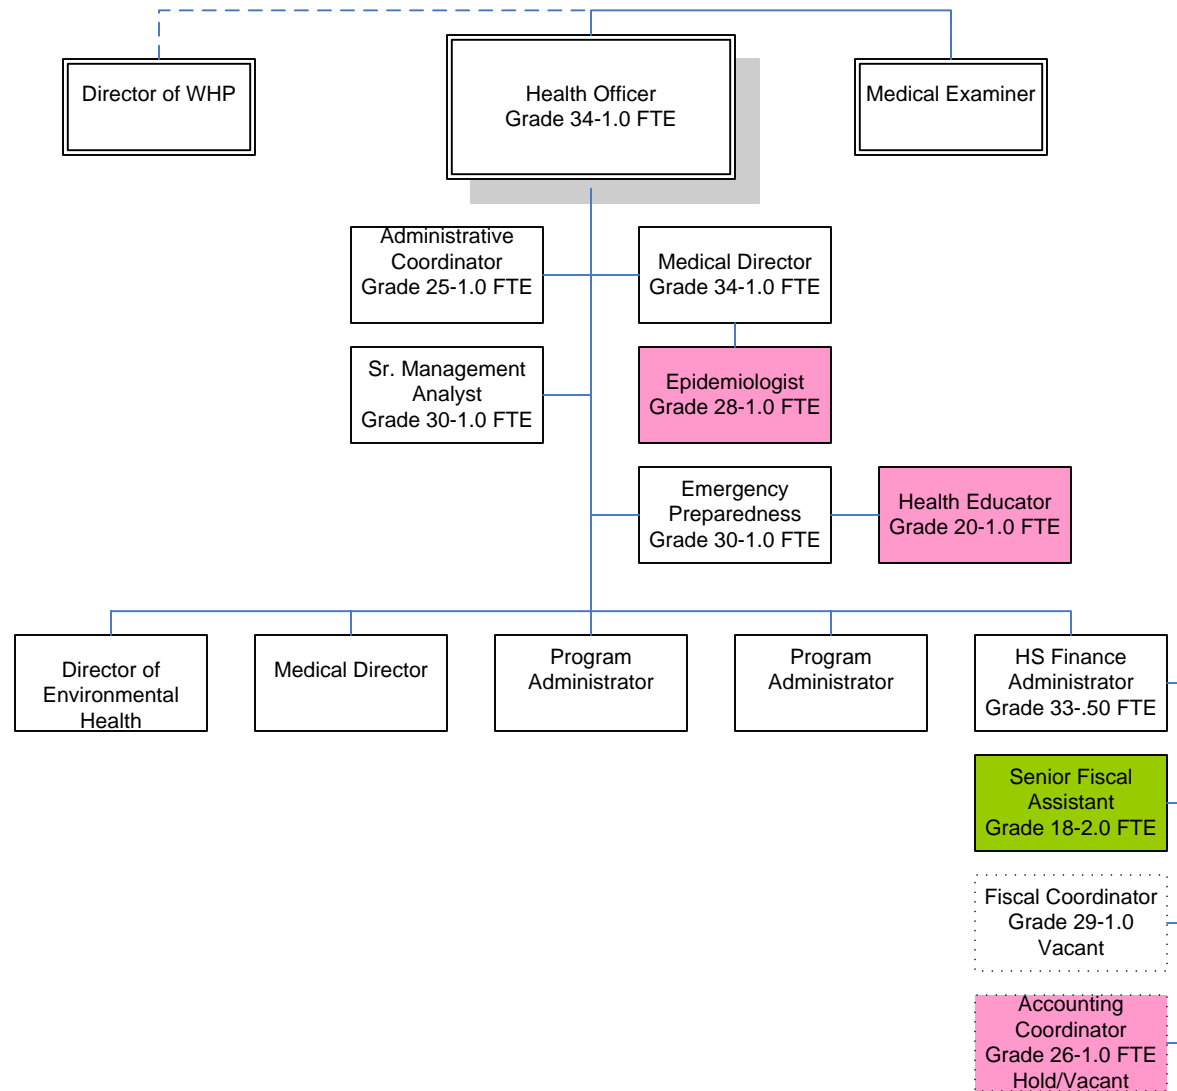 Director of WHP
Health Officer
Grade 34-1.0 FTE
Medical Examiner
Administrative
Coordinator
Grade 25-1.0 FTE
Medical Director
Grade 34-1.0 FTE
Sr. Management
Analyst
Grade 30-1.0 FTE
Epidemiologist
Grade 28-1.0 FTE
Emergency
Preparedness
Grade 30-1.0 FTE
Health Educator
Grade 20-1.0 FTE
Director of
Environmental
Health
Medical Director
Program
Administrator
Program
Administrator
HS Finance
Administrator
Grade 33-.50 FTE
Senior Fiscal
Assistant
Grade 18-2.0 FTE
Fiscal Coordinator
Grade 29-1.0
Vacant
Accounting
Coordinator
Grade 26-1.0 FTE
Hold/Vacant